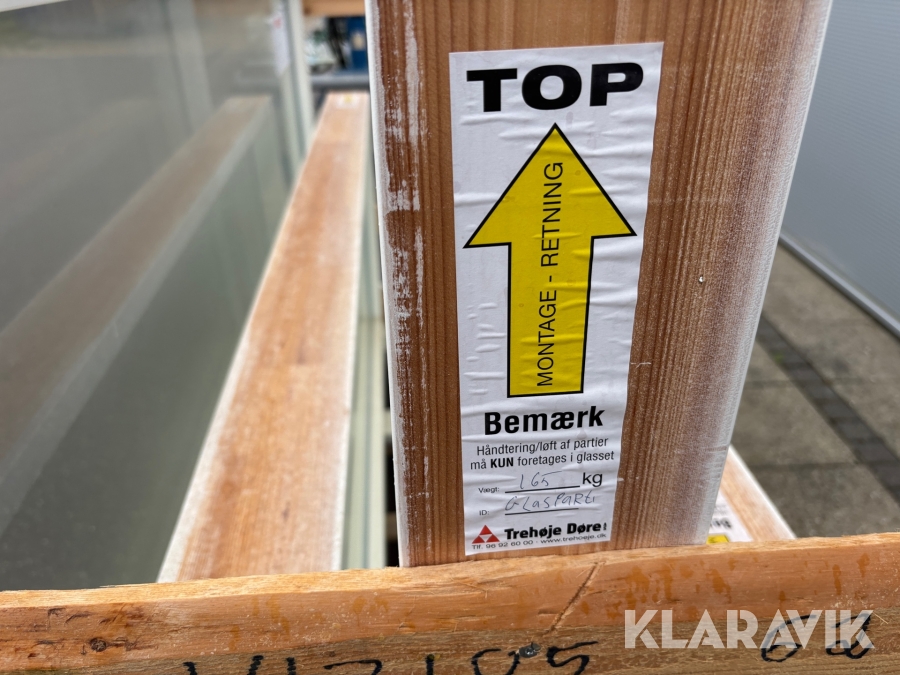 TOP
MONTAGE - RETNING
Bemærk
Håndtering/løft af partier
må KUN foretages i glasset
Vægt: 165 kg
ID: GLASPARTI
Trehøje Døre
Tlf. 96 92 60 00 - www.trehoeje.dk
KLARAVIK